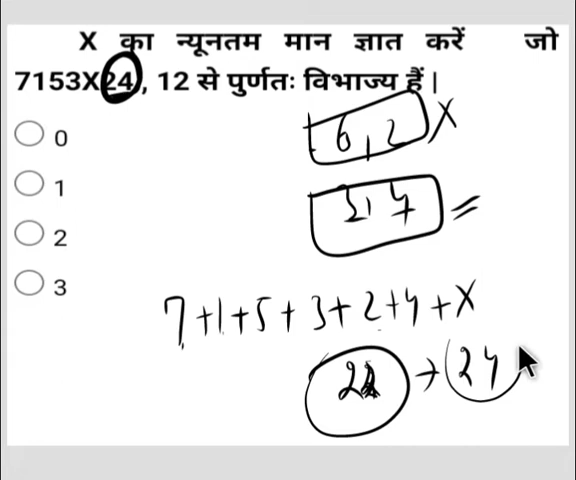 X का न्यूनतम मान ज्ञात करें जो
7153X24, 12 से पुर्णतः विभाज्य हैं |
6, 2 X
3, 4 =
0
1
2
3
7+1+5+3+2+4+X
22 → 24